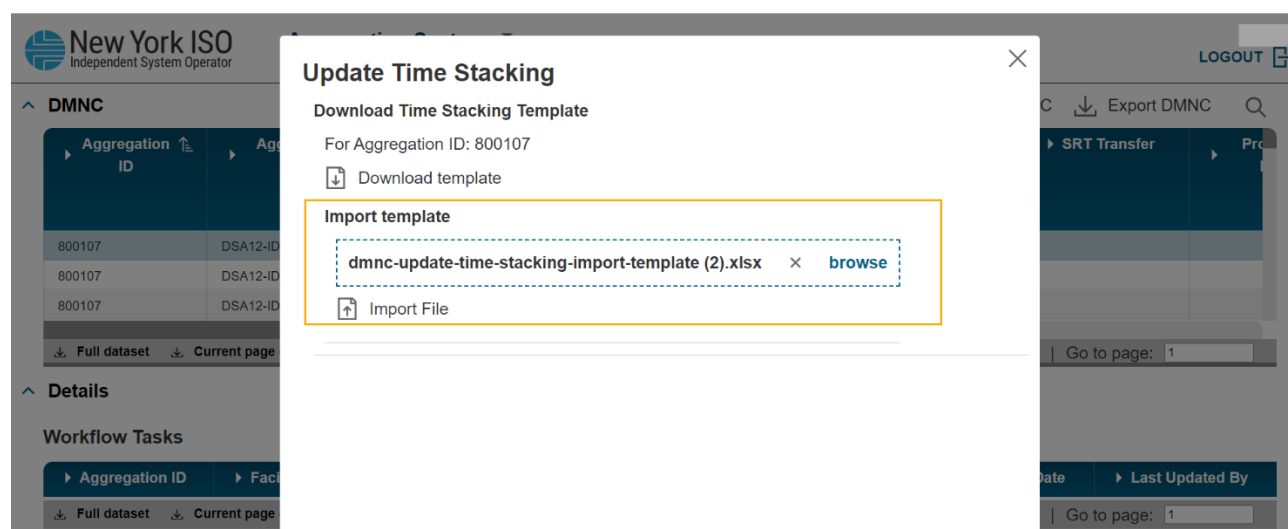 New York ISO
Independent System Operator
LOGOUT
DMNC
Export DMNC
Aggregation ID
SRT Transfer
800107 DSA12-ID
800107 DSA12-ID
800107 DSA12-ID
Full dataset Current page
Go to page: 1
Details
Workflow Tasks
Aggregation ID
Last Updated By
Full dataset Current page
Go to page: 1
Update Time Stacking
Download Time Stacking Template
For Aggregation ID: 800107
Download template
Import template
dmnc-update-time-stacking-import-template (2).xlsx × browse
Import File